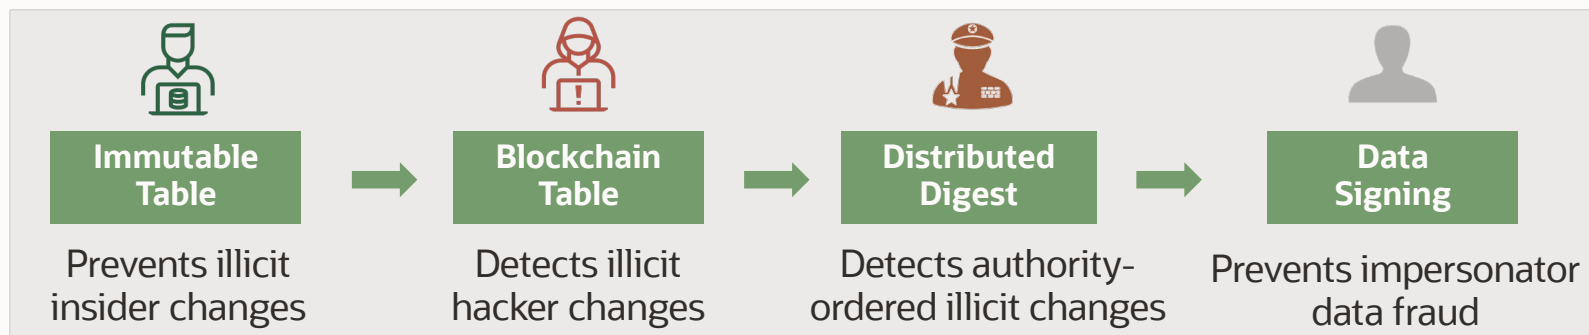 Immutable
Table
Prevents illicit
insider changes
Blockchain
Table
Detects illicit
hacker changes
Distributed
Digest
Detects authority-
ordered illicit changes
Data
Signing
Prevents impersonator
data fraud